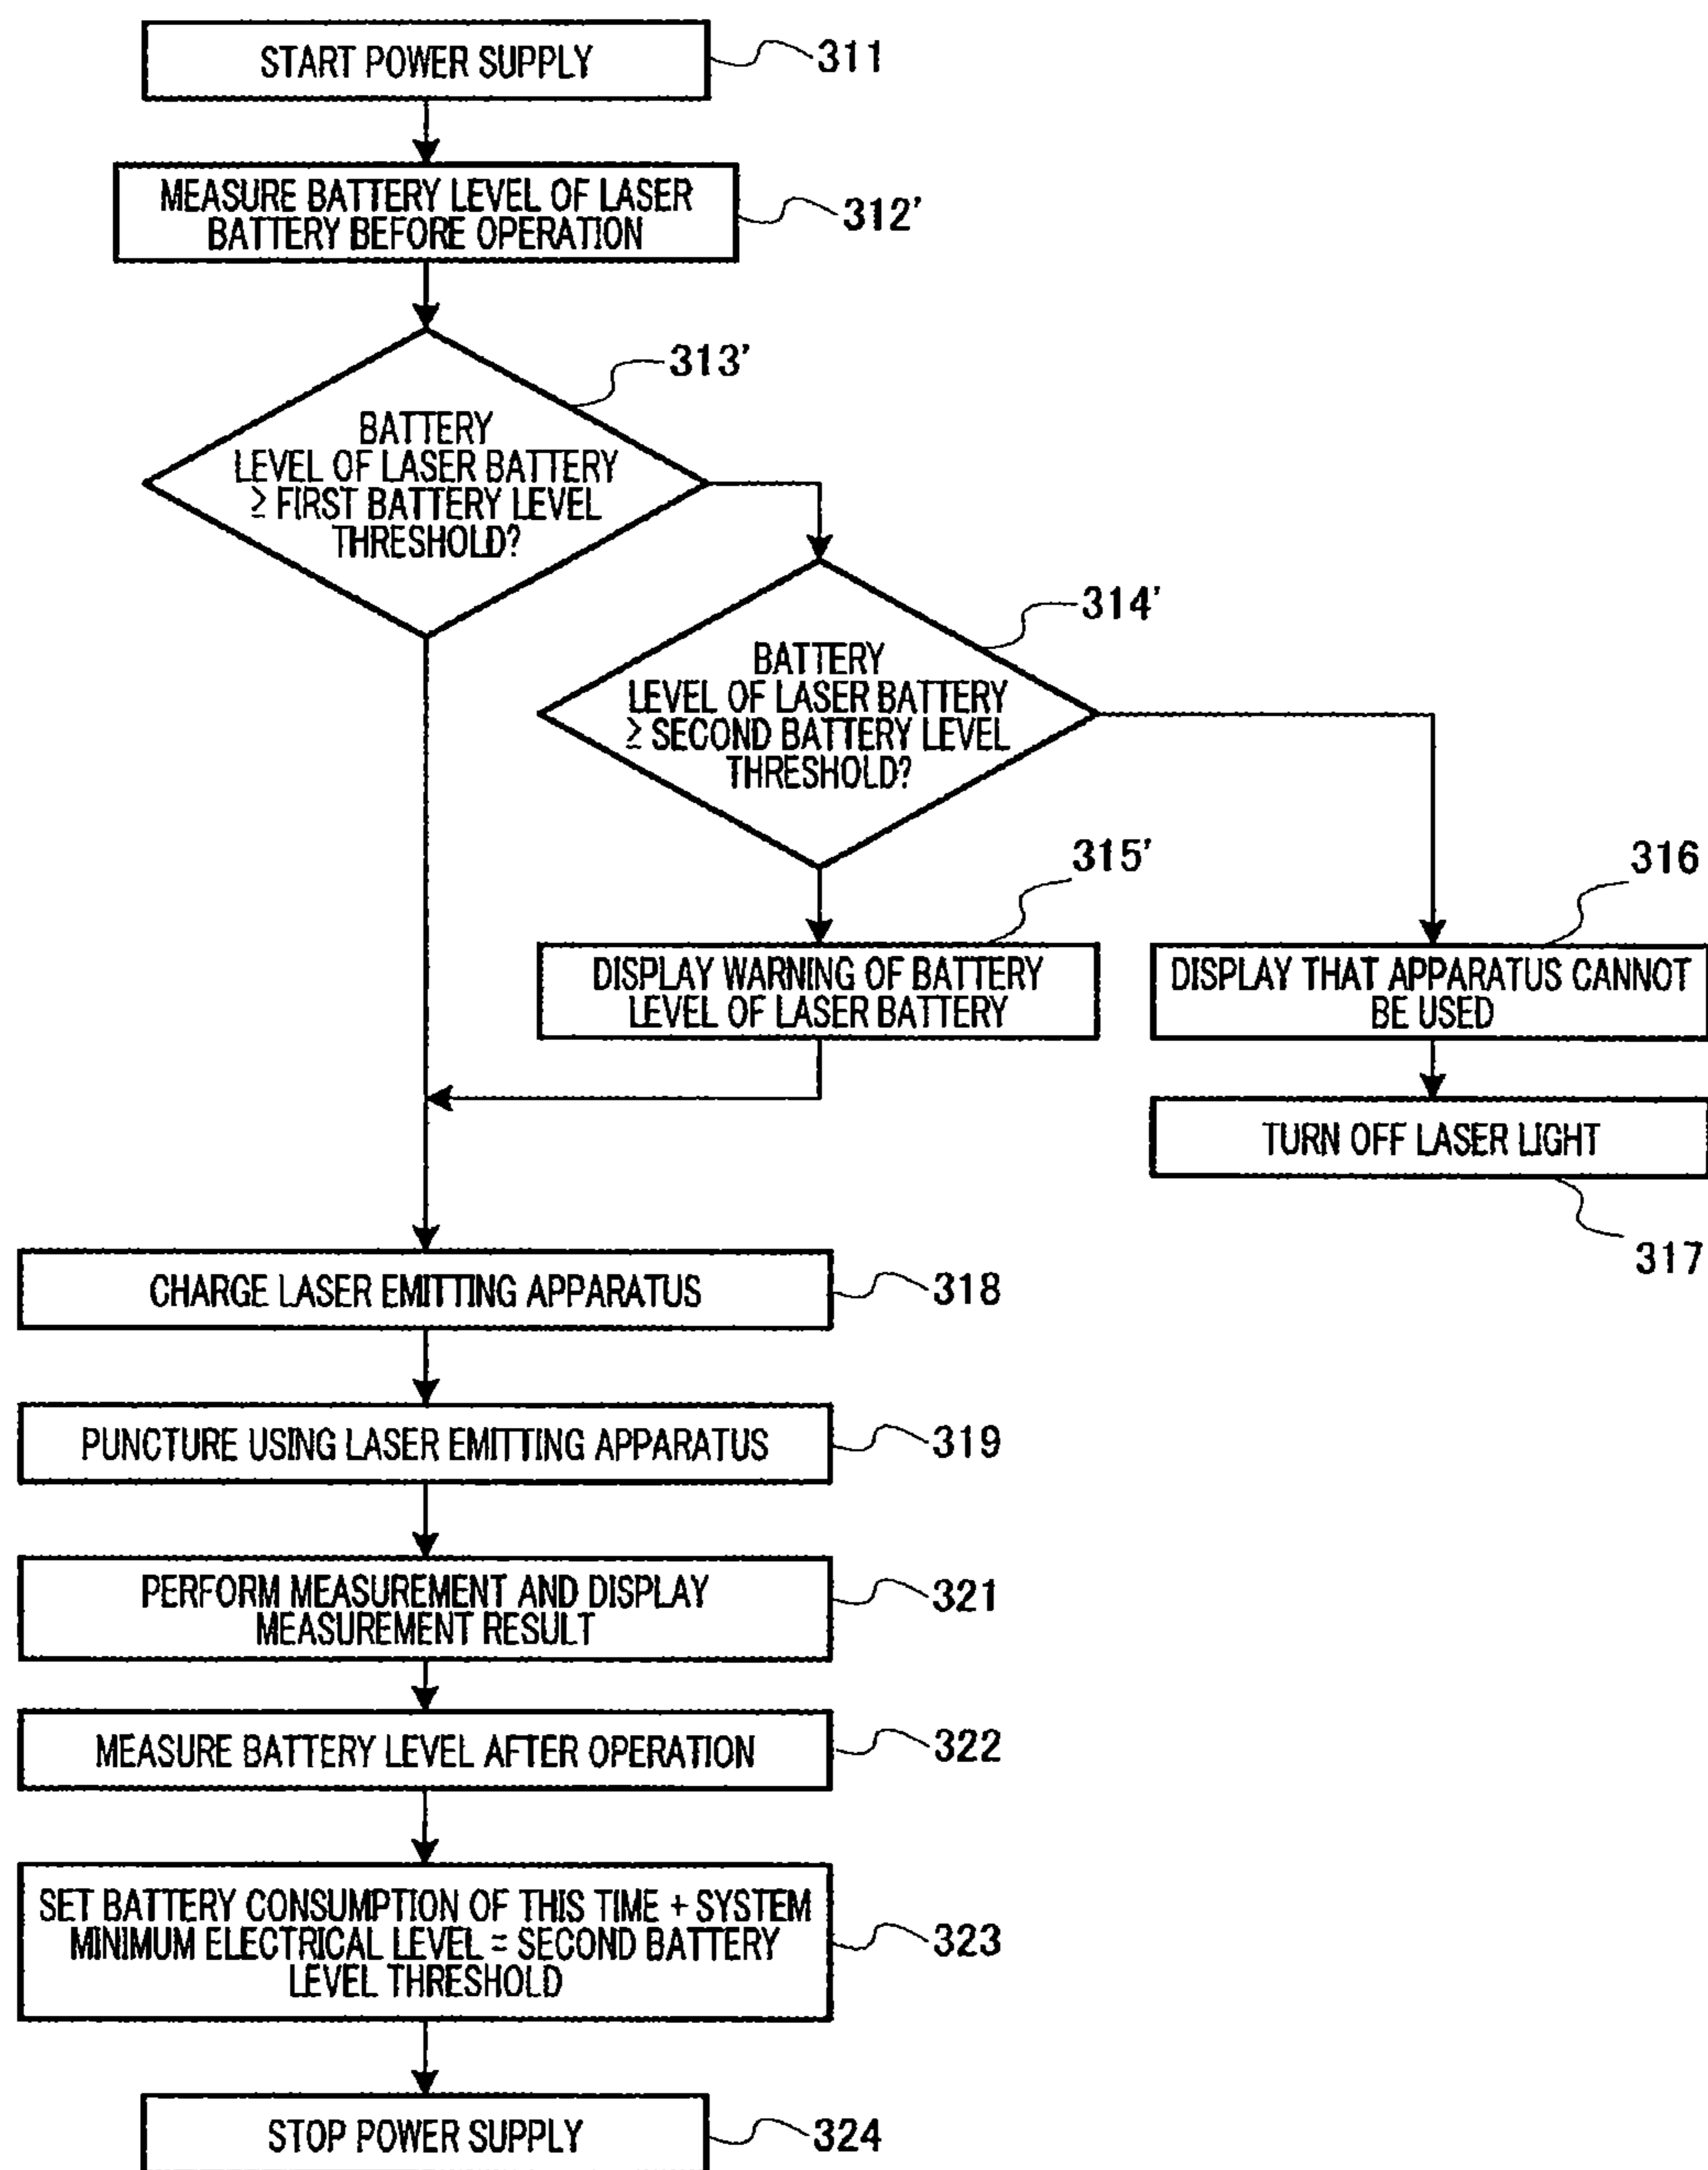 START POWER SUPPLY
311
MEASURE BATTERY LEVEL OF LASER
BATTERY BEFORE OPERATION
312'
313'
BATTERY
LEVEL OF LASER BATTERY
≥ FIRST BATTERY LEVEL
THRESHOLD?
314'
BATTERY
LEVEL OF LASER BATTERY
≥ SECOND BATTERY LEVEL
THRESHOLD?
315'
DISPLAY WARNING OF BATTERY
LEVEL OF LASER BATTERY
316
DISPLAY THAT APPARATUS CANNOT
BE USED
TURN OFF LASER LIGHT
317
CHARGE LASER EMITTING APPARATUS
318
PUNCTURE USING LASER EMITTING APPARATUS
319
PERFORM MEASUREMENT AND DISPLAY
MEASUREMENT RESULT
321
MEASURE BATTERY LEVEL AFTER OPERATION
322
SET BATTERY CONSUMPTION OF THIS TIME + SYSTEM
MINIMUM ELECTRICAL LEVEL = SECOND BATTERY
LEVEL THRESHOLD
323
STOP POWER SUPPLY
324